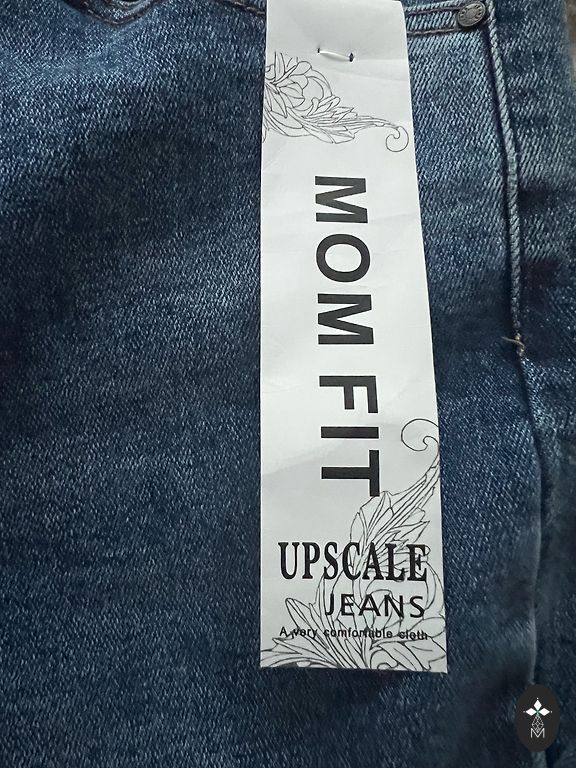 MOM FIT
UPSCALE
JEANS
A very comfortable cloth
M